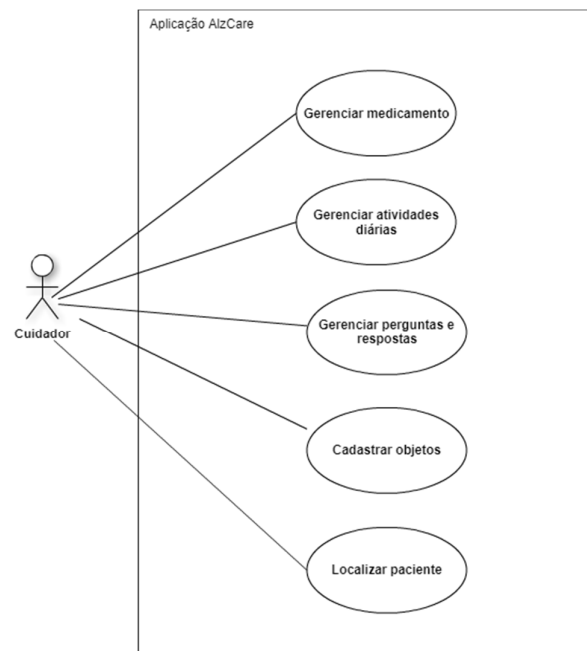 Aplicação AlzCare
Gerenciar medicamento
Gerenciar atividades
diárias
Gerenciar perguntas e
respostas
Cuidador
Cadastrar objetos
Localizar paciente